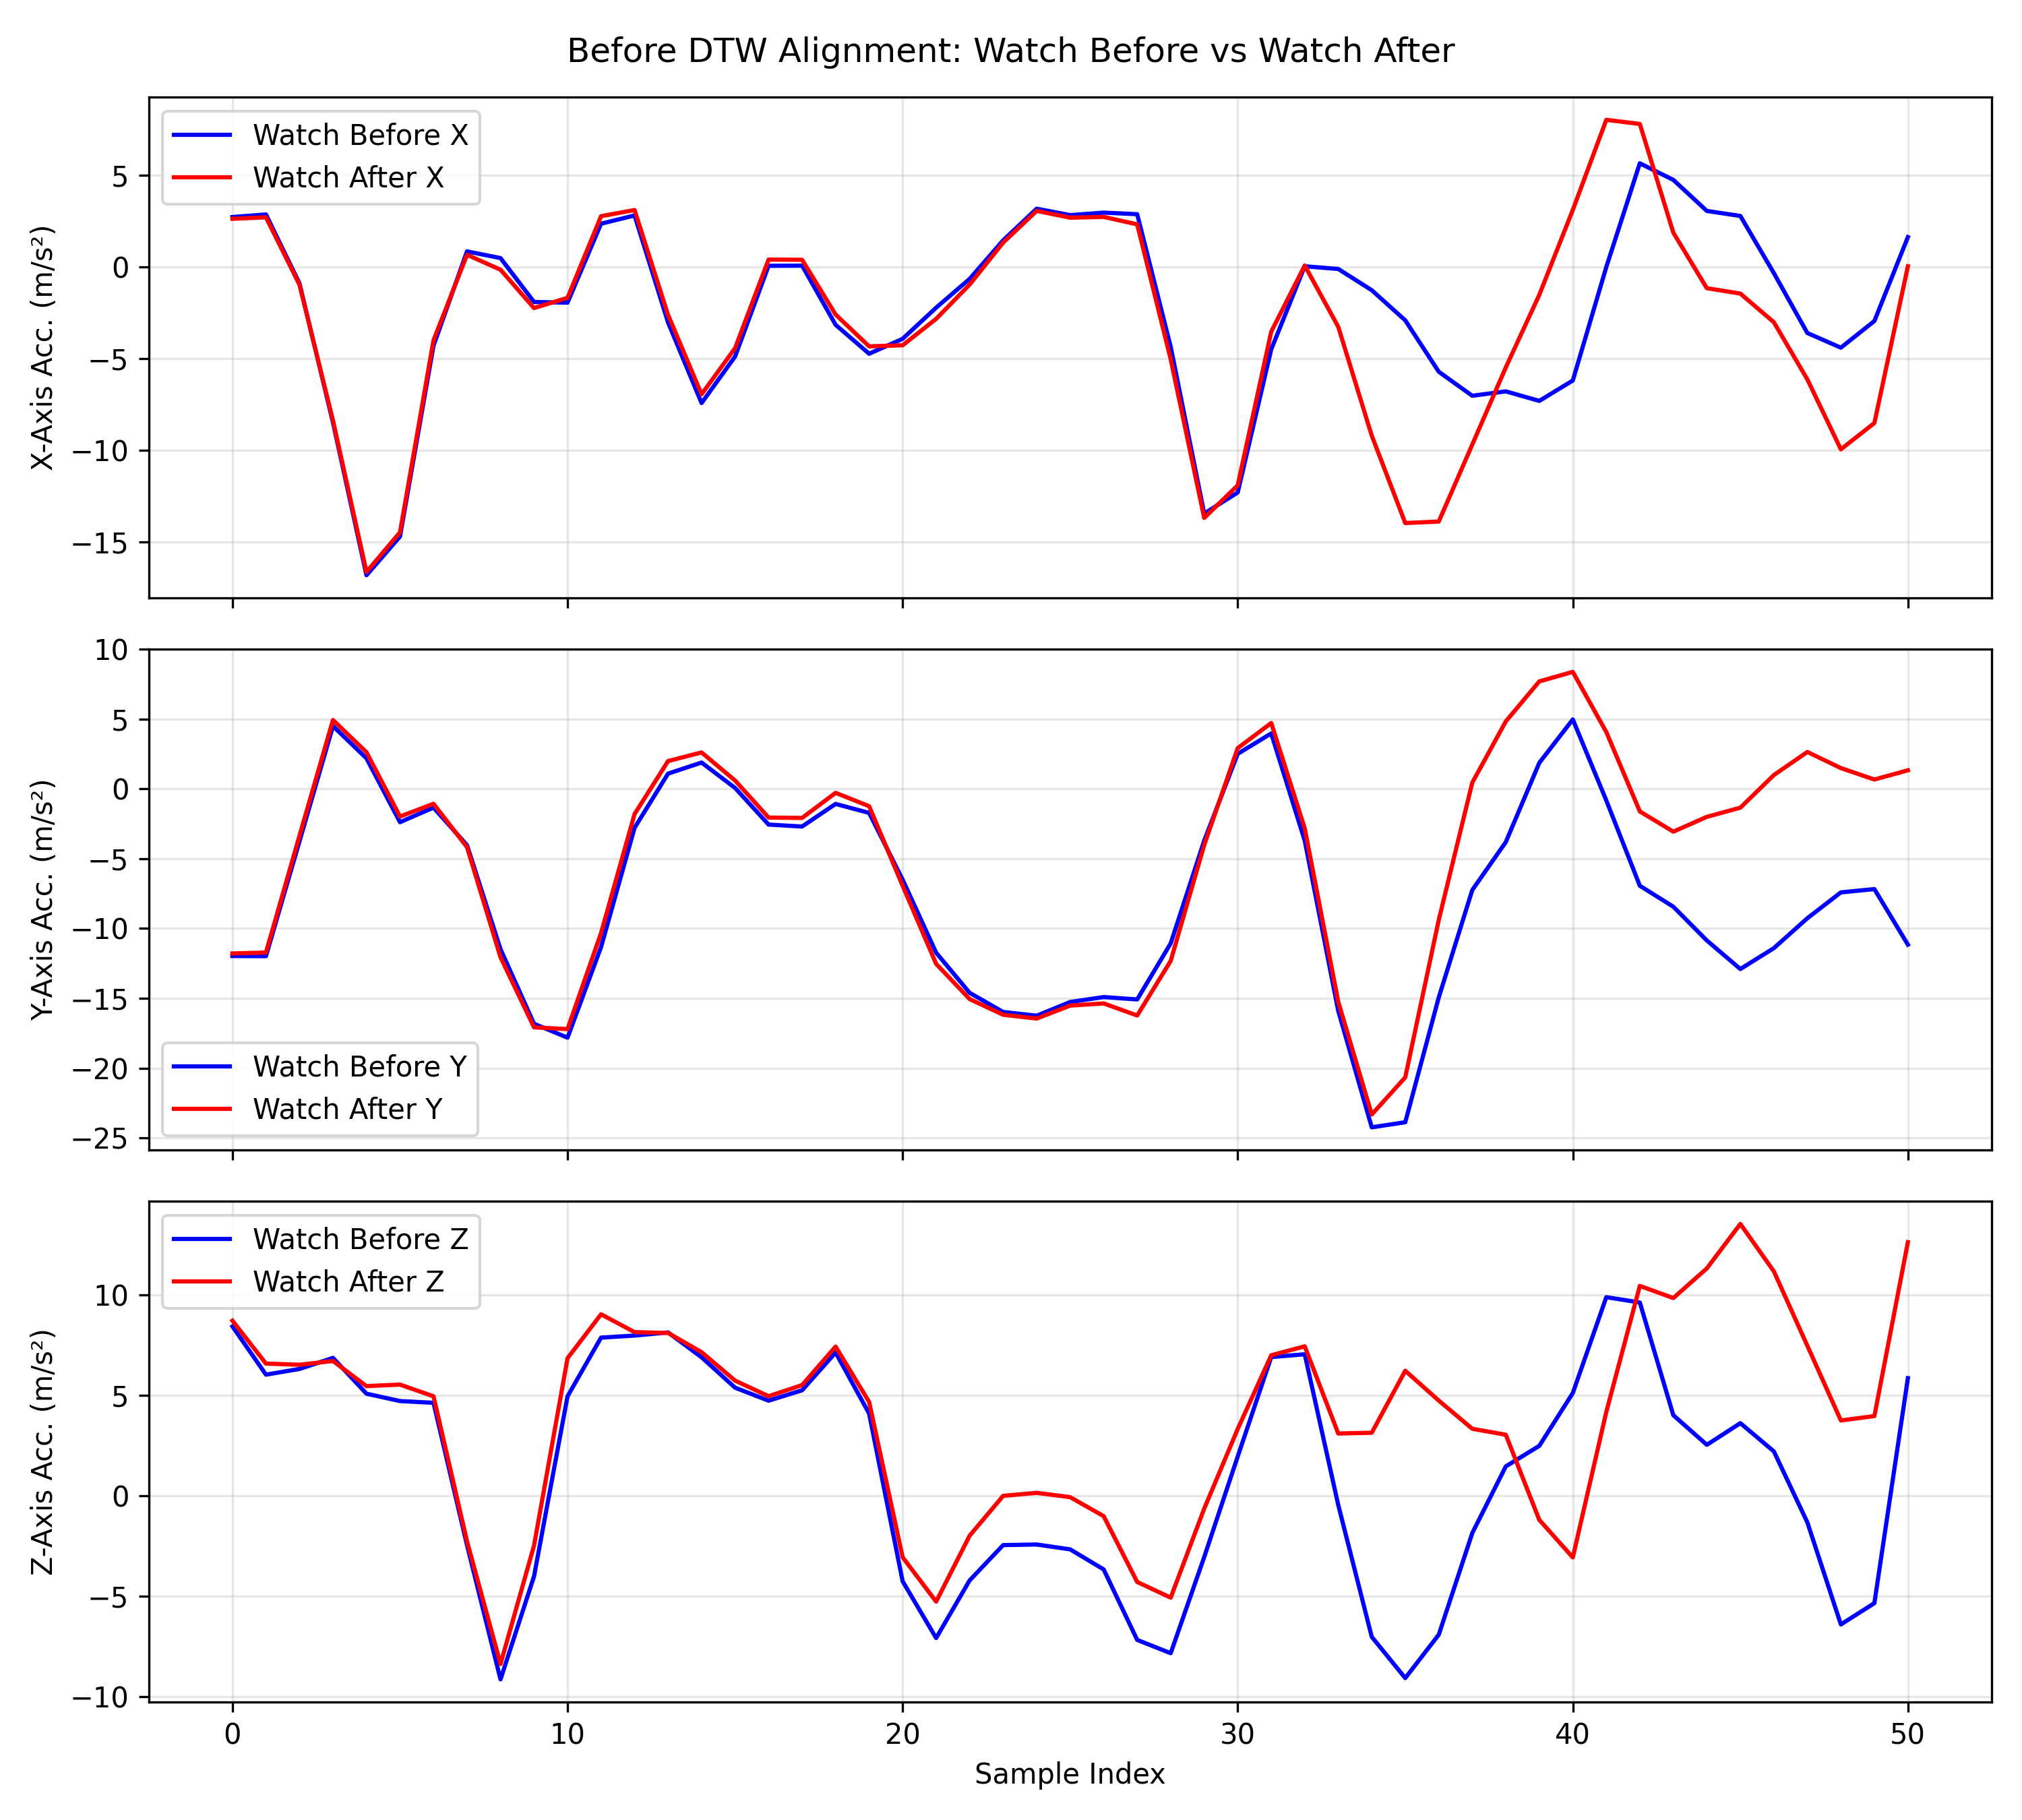 Before DTW Alignment: Watch Before vs Watch After
Watch Before X
Watch After X
5
0
−5
−10
−15
X-Axis Acc. (m/s²)
10
5
0
−5
−10
−15
−20
−25
Y-Axis Acc. (m/s²)
Watch Before Y
Watch After Y
Watch Before Z
Watch After Z
10
5
0
−5
−10
Z-Axis Acc. (m/s²)
0 10 20 30 40 50
Sample Index